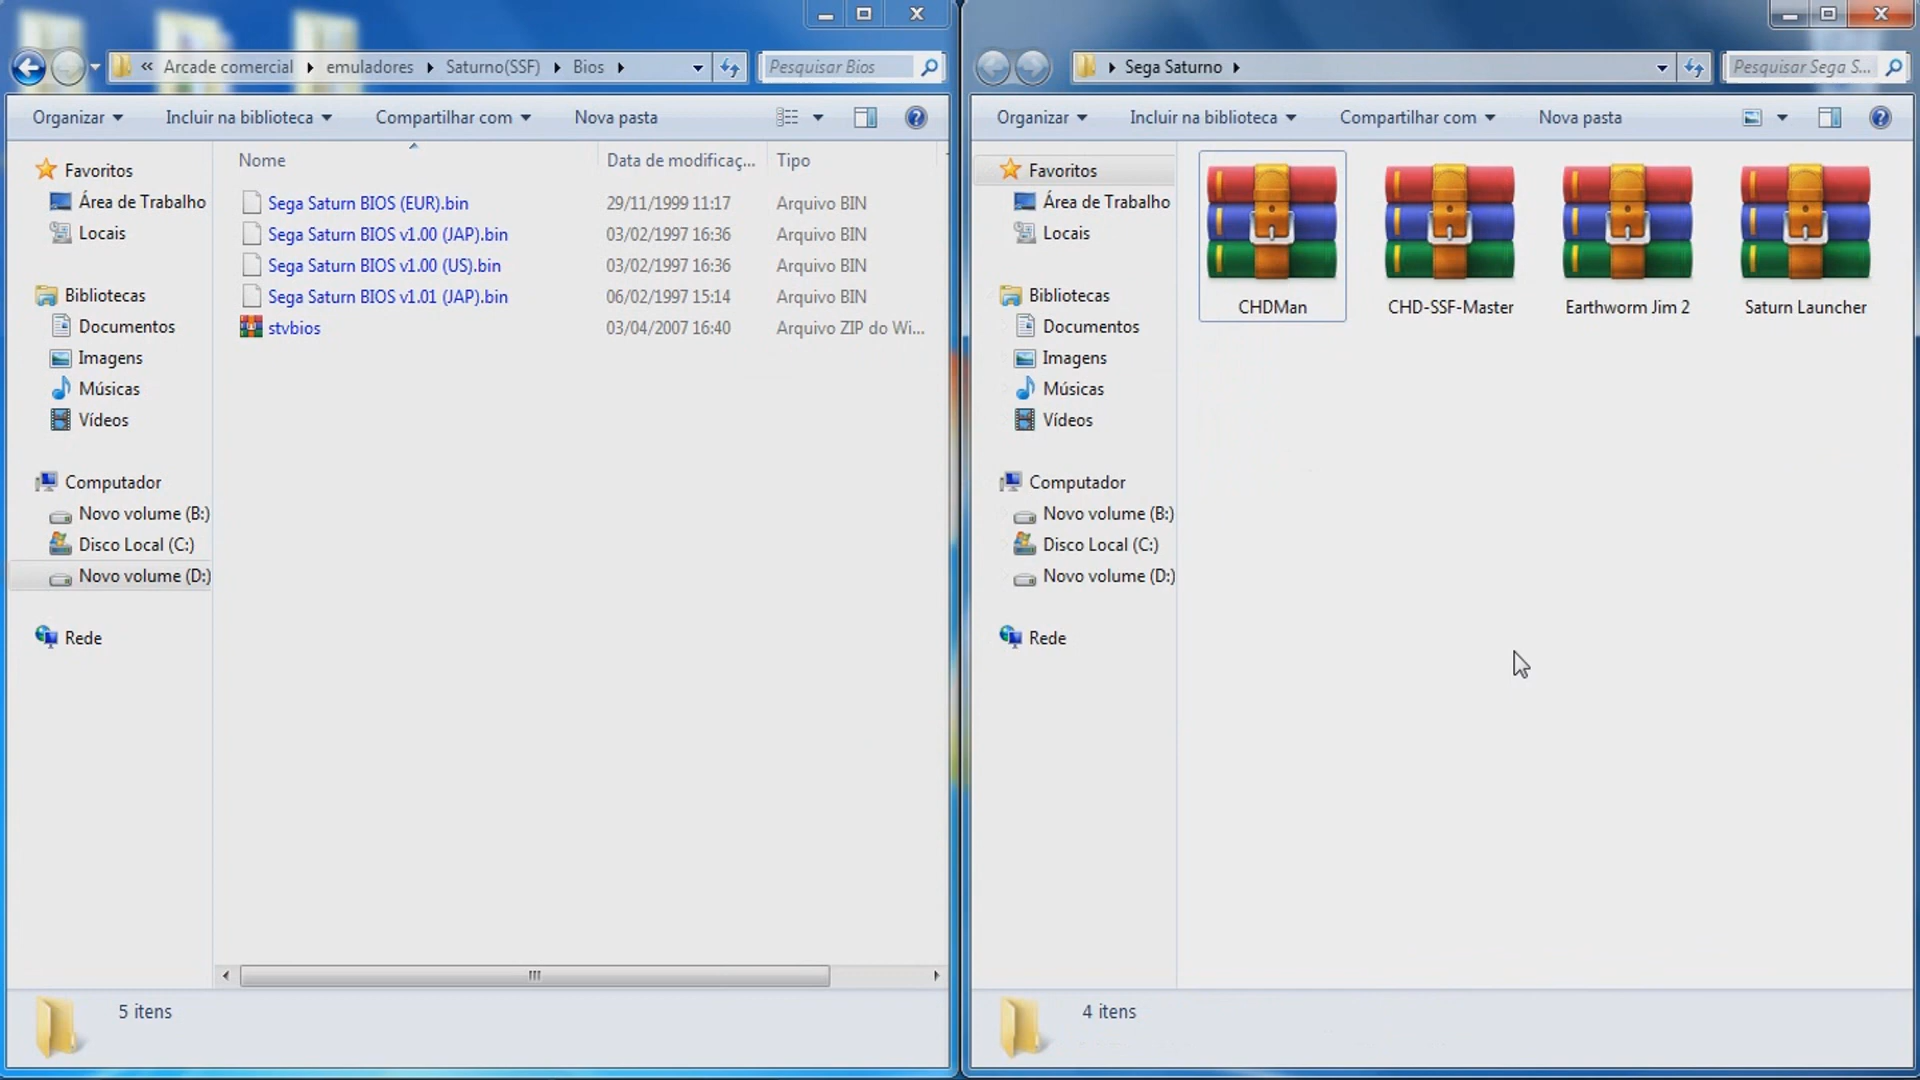 « Arcade comercial ▸ emuladores ▸ Saturno(SSF) ▸ Bios ▸
Pesquisar Bios
Organizar
Incluir na biblioteca
Compartilhar com
Nova pasta
Favoritos
Área de Trabalho
Locais
Bibliotecas
Documentos
Imagens
Músicas
Vídeos
Computador
Novo volume (B:)
Disco Local (C:)
Novo volume (D:)
Rede
Nome Data de modificaç... Tipo
Sega Saturn BIOS (EUR).bin 29/11/1999 11:17 Arquivo BIN
Sega Saturn BIOS v1.00 (JAP).bin 03/02/1997 16:36 Arquivo BIN
Sega Saturn BIOS v1.00 (US).bin 03/02/1997 16:36 Arquivo BIN
Sega Saturn BIOS v1.01 (JAP).bin 06/02/1997 15:14 Arquivo BIN
stvbios 03/04/2007 16:40 Arquivo ZIP do Wi...
5 itens
▸ Sega Saturno ▸
Pesquisar Sega S...
Organizar
Incluir na biblioteca
Compartilhar com
Nova pasta
Favoritos
Área de Trabalho
Locais
Bibliotecas
Documentos
Imagens
Músicas
Vídeos
Computador
Novo volume (B:)
Disco Local (C:)
Novo volume (D:)
Rede
CHDMan
CHD-SSF-Master
Earthworm Jim 2
Saturn Launcher
4 itens